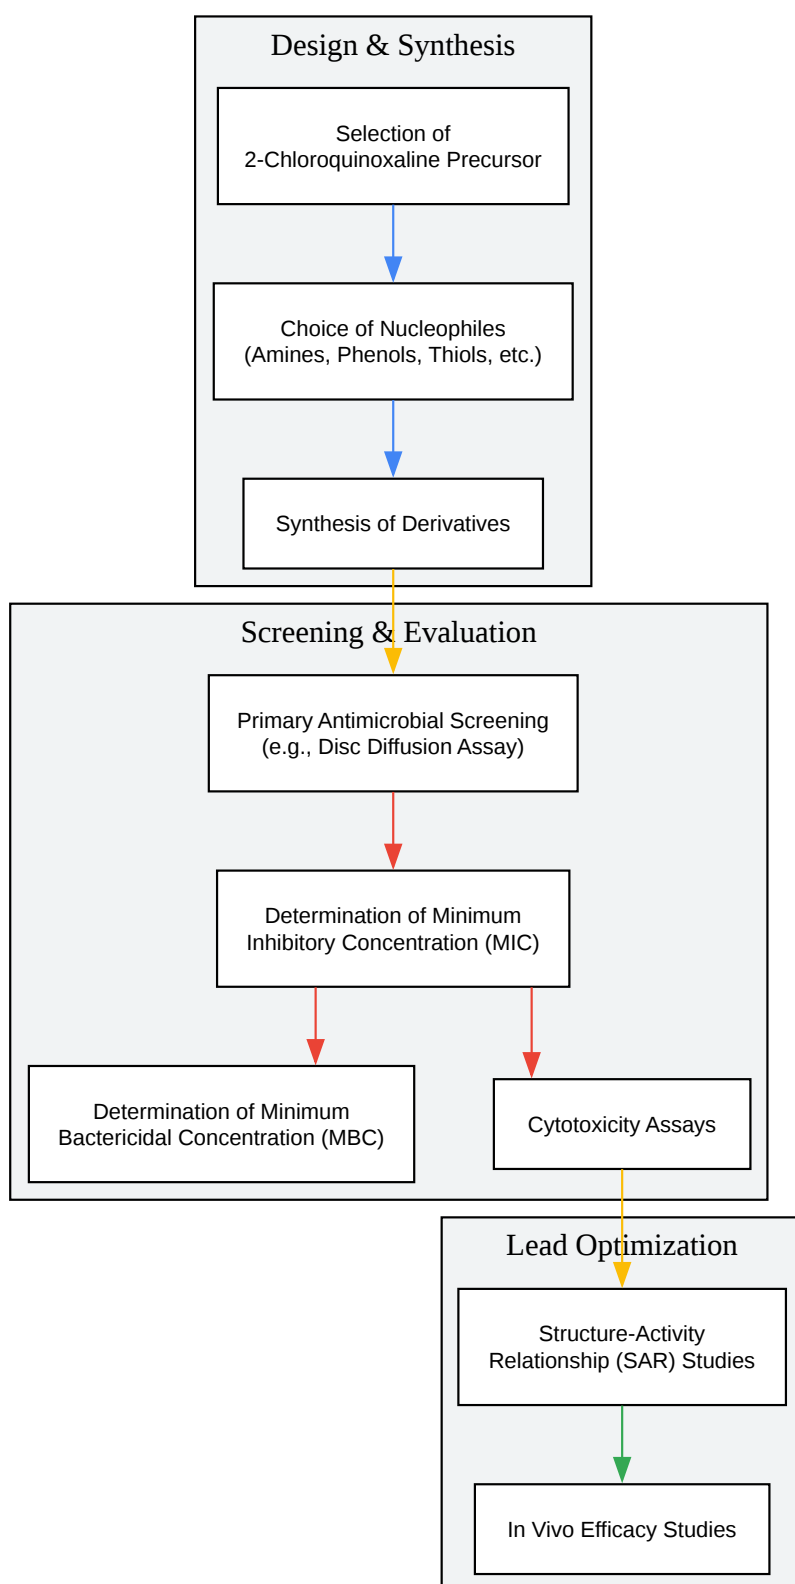 Design & Synthesis
Selection of
2-Chloroquinoxaline Precursor
Choice of Nucleophiles
(Amines, Phenols, Thiols, etc.)
Synthesis of Derivatives
Screening & Evaluation
Primary Antimicrobial Screening
(e.g., Disc Diffusion Assay)
Determination of Minimum
Inhibitory Concentration (MIC)
Determination of Minimum
Bactericidal Concentration (MBC)
Cytotoxicity Assays
Lead Optimization
Structure-Activity
Relationship (SAR) Studies
In Vivo Efficacy Studies